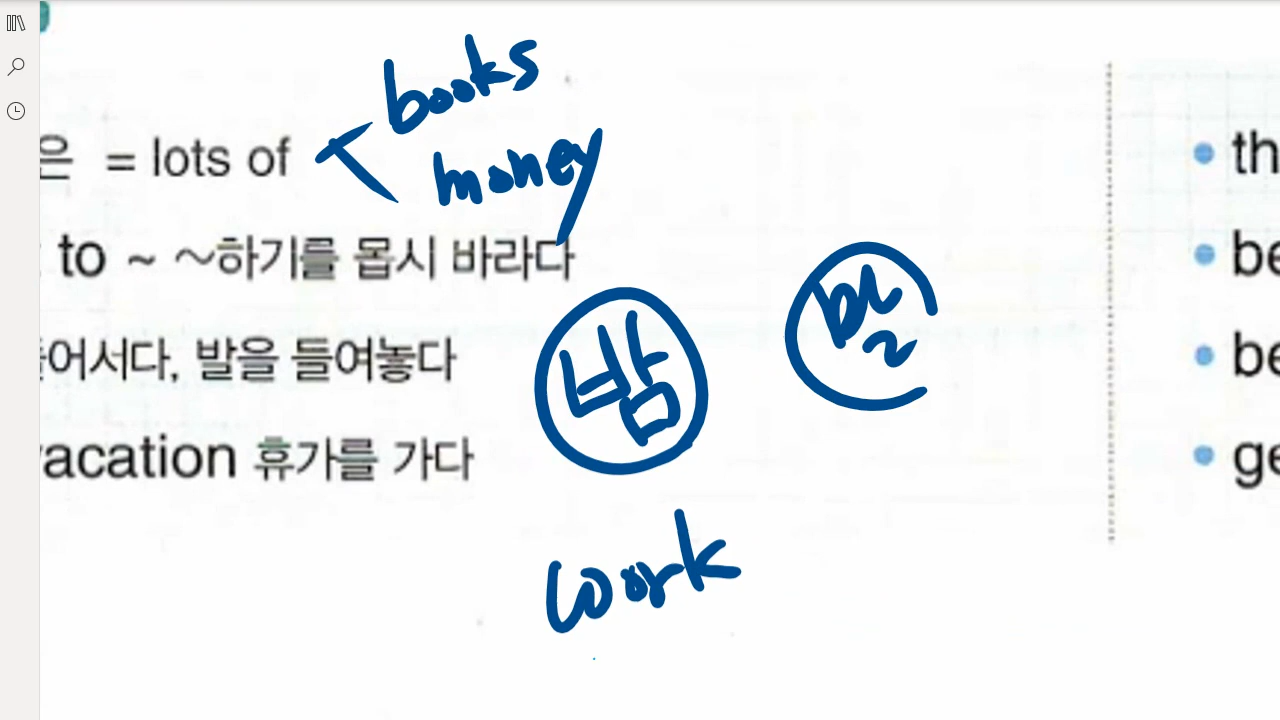 books
은 = lots of
money
to ~ ~하기를 몹시 바라다
어서다, 발을 들여놓다
밤
vacation 휴가를 가다
work
• th
• be
• be
• ge